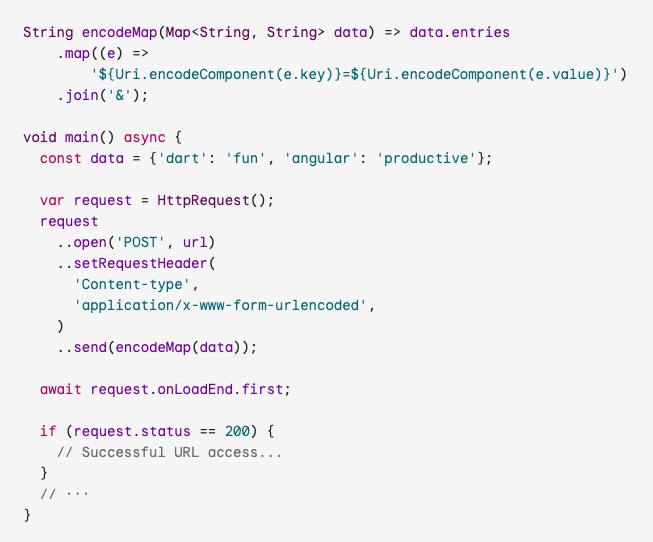 String encodeMap(Map<String, String> data) => data.entries
    .map((e) =>
        '${Uri.encodeComponent(e.key)}=${Uri.encodeComponent(e.value)}')
    .join('&');

void main() async {
  const data = {'dart': 'fun', 'angular': 'productive'};

  var request = HttpRequest();
  request
    ..open('POST', url)
    ..setRequestHeader(
      'Content-type',
      'application/x-www-form-urlencoded',
    )
    ..send(encodeMap(data));

  await request.onLoadEnd.first;

  if (request.status == 200) {
    // Successful URL access...
  }
  // ···
}